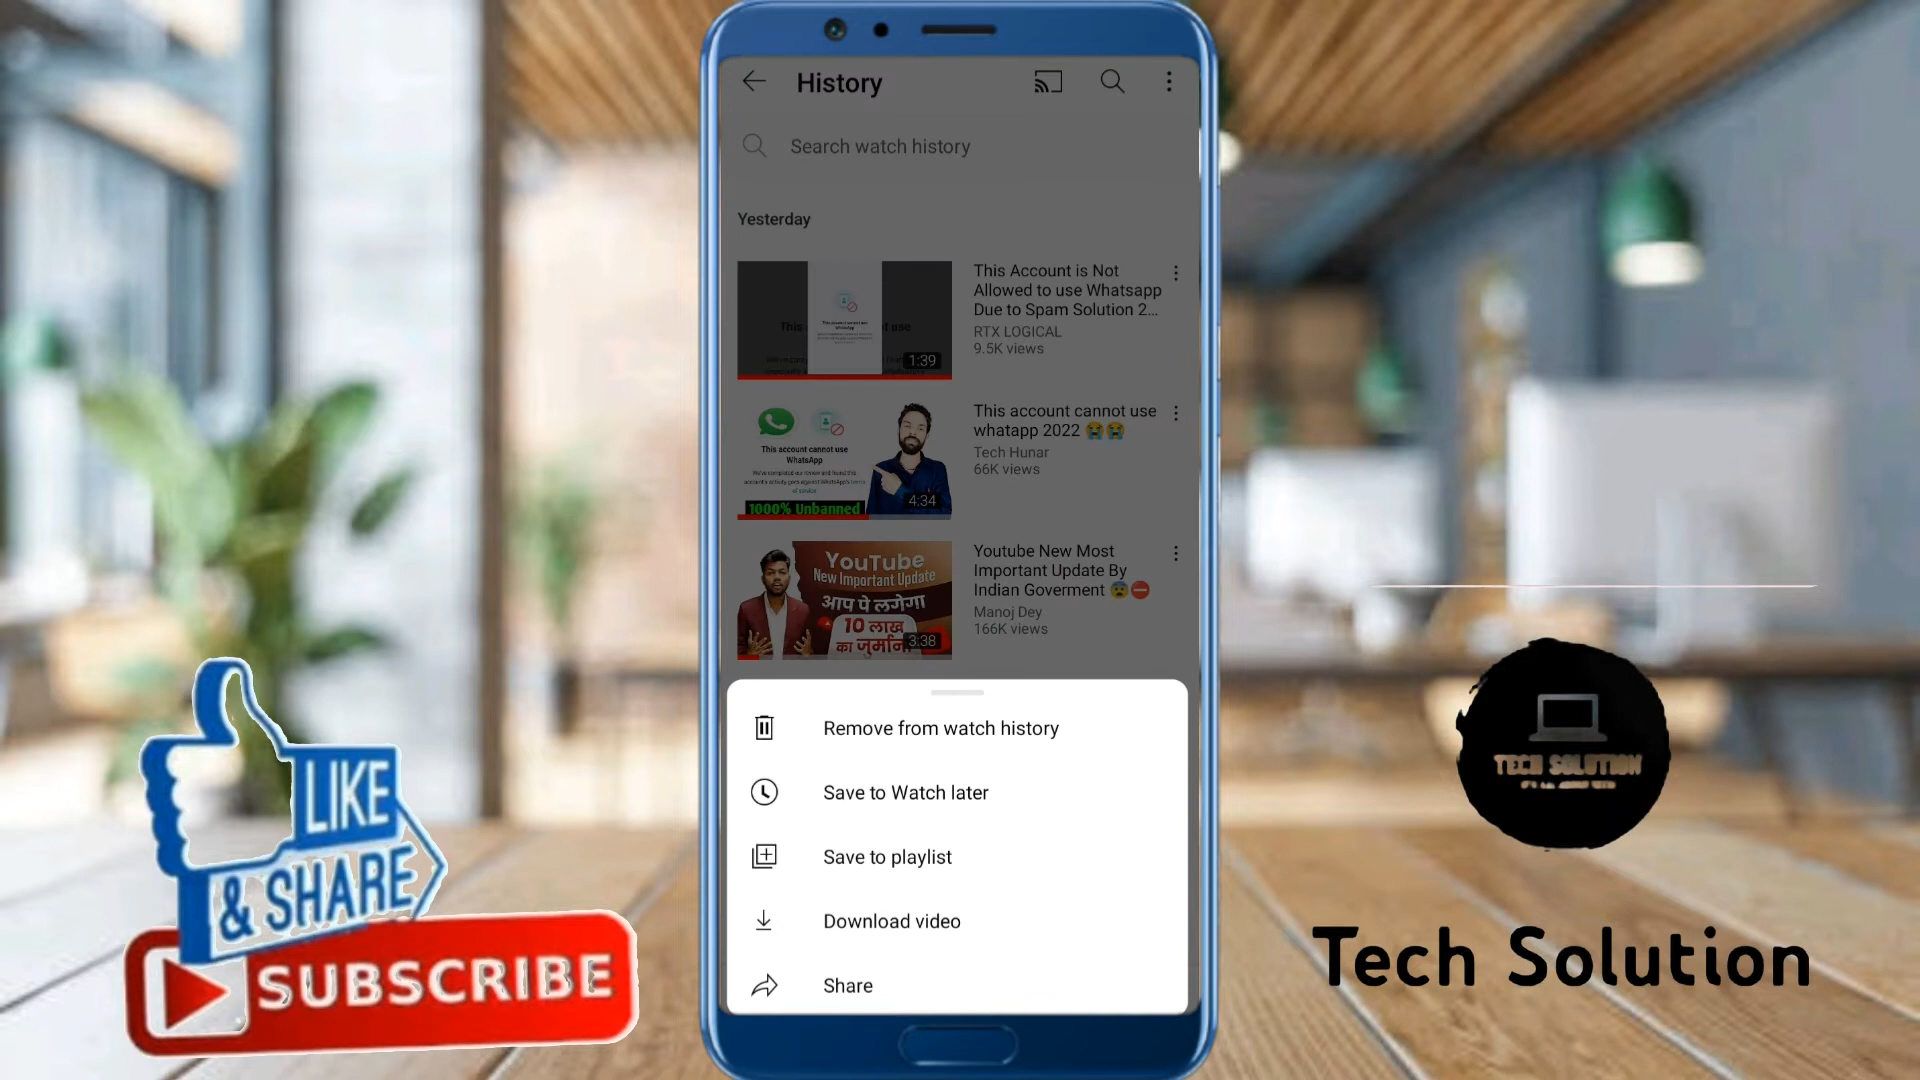 History
Search watch history
Yesterday
This Account is Not
Allowed to use Whatsapp
Due to Spam Solution 2...
RTX LOGICAL
9.5K views
1:39
This account cannot use
whatapp 2022 😭😭
Tech Hunar
66K views
This account cannot use
WhatsApp
4:34
1000% Unbanned
Youtube New Most
Important Update By
Indian Goverment 😨⛔
Manoj Dey
166K views
YouTube
New Important Update
आप पे लगेगा
10 लाख
का जुर्माना
3:38
Remove from watch history
Save to Watch later
Save to playlist
Download video
Share
LIKE
& SHARE
SUBSCRIBE
TECH SOLUTION
Tech Solution